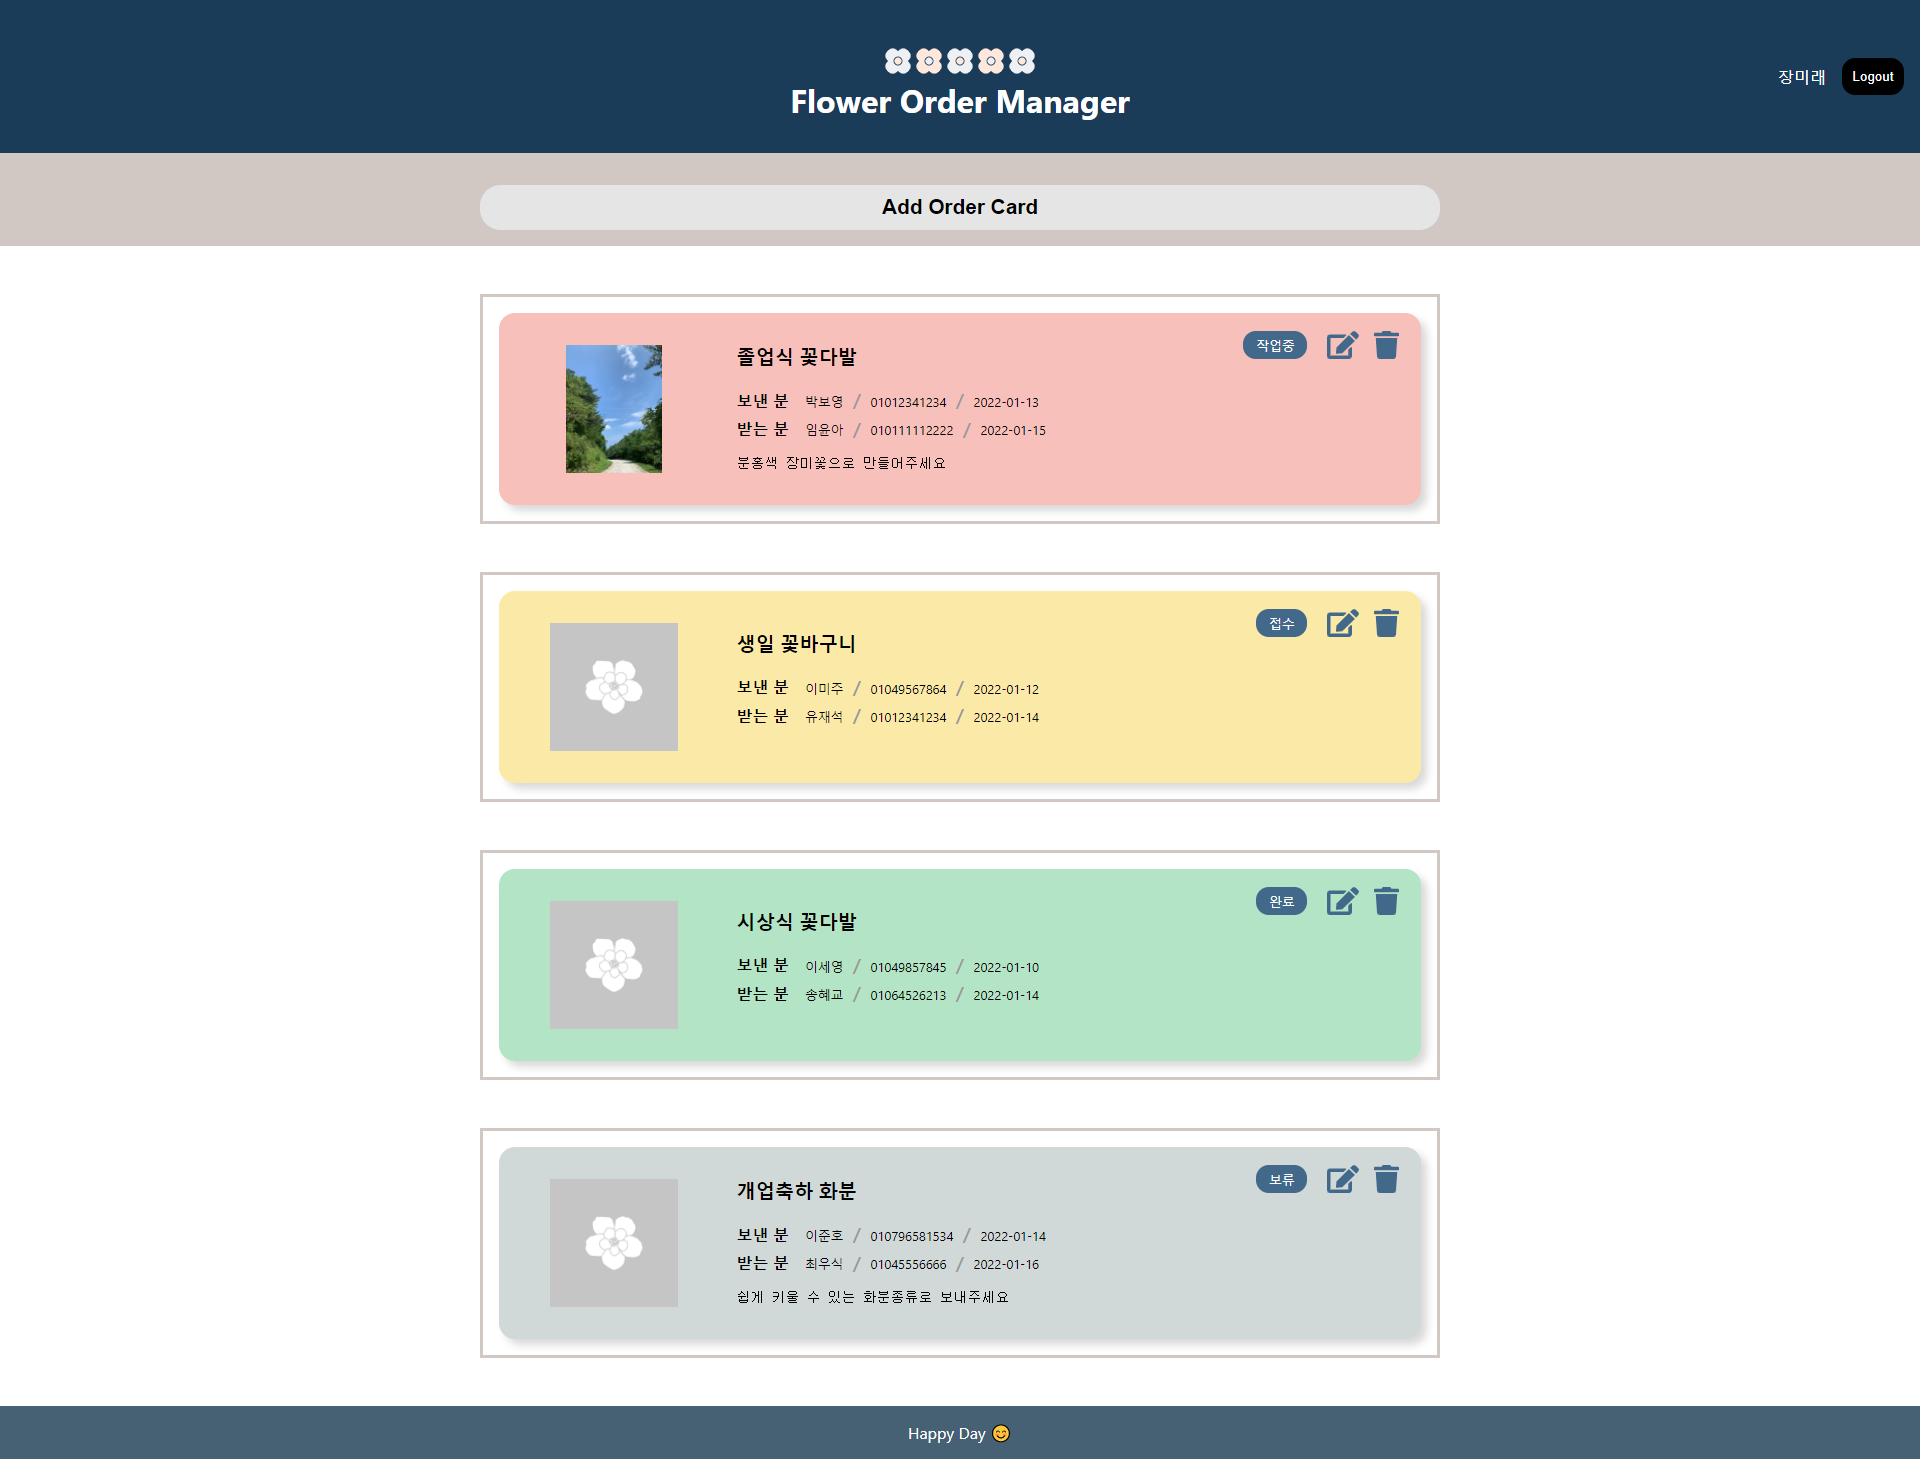 Flower Order Manager
장미래 Logout
Add Order Card
졸업식 꽃다발 작업중
보낸 분 박보영 / 01012341234 / 2022-01-13
받는 분 임윤아 / 010111112222 / 2022-01-15
분홍색 장미꽃으로 만들어주세요
생일 꽃바구니 접수
보낸 분 이미주 / 01049567864 / 2022-01-12
받는 분 유재석 / 01012341234 / 2022-01-14
시상식 꽃다발 완료
보낸 분 이세영 / 01049857845 / 2022-01-10
받는 분 송혜교 / 01064526213 / 2022-01-14
개업축하 화분 보류
보낸 분 이준호 / 010796581534 / 2022-01-14
받는 분 최우식 / 01045556666 / 2022-01-16
쉽게 키울 수 있는 화분종류로 보내주세요
Happy Day 😊